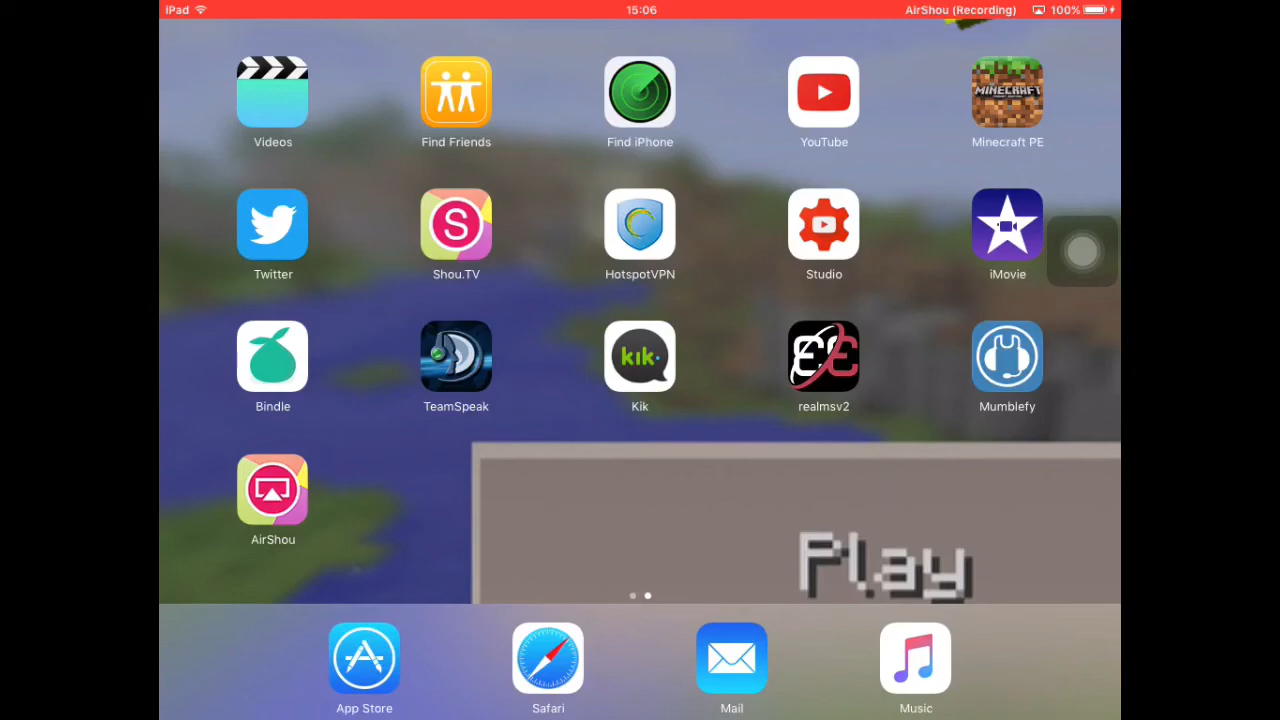 iPad 15:06 AirShou (Recording) 100%
MINECRAFT
Videos Find Friends Find iPhone YouTube Minecraft PE
S
Twitter Shou.TV HotspotVPN Studio iMovie
kik·
Bindle TeamSpeak Kik realmsv2 Mumblefy
AirShou
Play
App Store Safari Mail Music